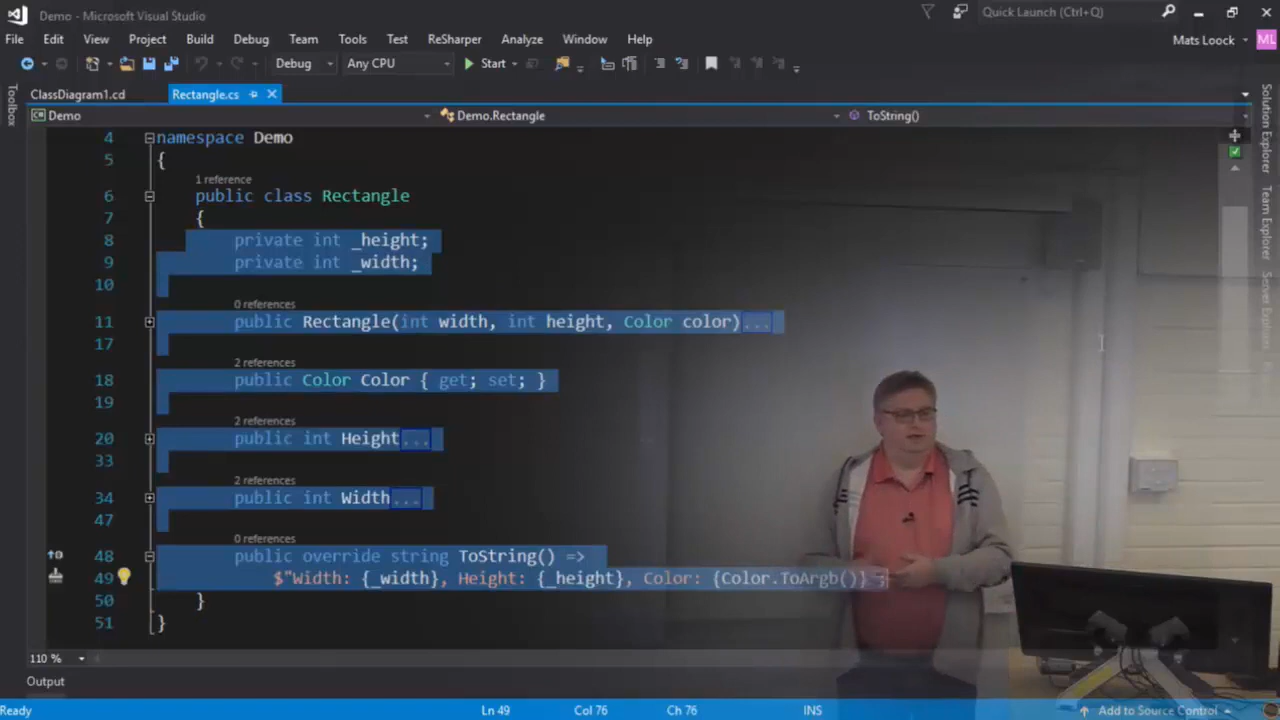 Demo - Microsoft Visual Studio
Quick Launch (Ctrl+Q)
File Edit View Project Build Debug Team Tools Test ReSharper Analyze Window Help
Mats Loock ML
Debug Any CPU Start
Toolbox
ClassDiagram1.cd Rectangle.cs
Demo Demo.Rectangle ToString()
4 namespace Demo
5 {
1 reference
6 public class Rectangle
7 {
8 private int _height;
9 private int _width;
10
0 references
11 public Rectangle(int width, int height, Color color)...
17
2 references
18 public Color Color { get; set; }
19
2 references
20 public int Height...
33
2 references
34 public int Width...
47
0 references
48 public override string ToString() =>
49 $"Width: {_width}, Height: {_height}, Color: {Color.ToArgb()}";
50 }
51 }
110 %
Output
Ready Ln 49 Col 76 Ch 76 INS Add to Source Control
Solution Explorer
Team Explorer
Server Explorer